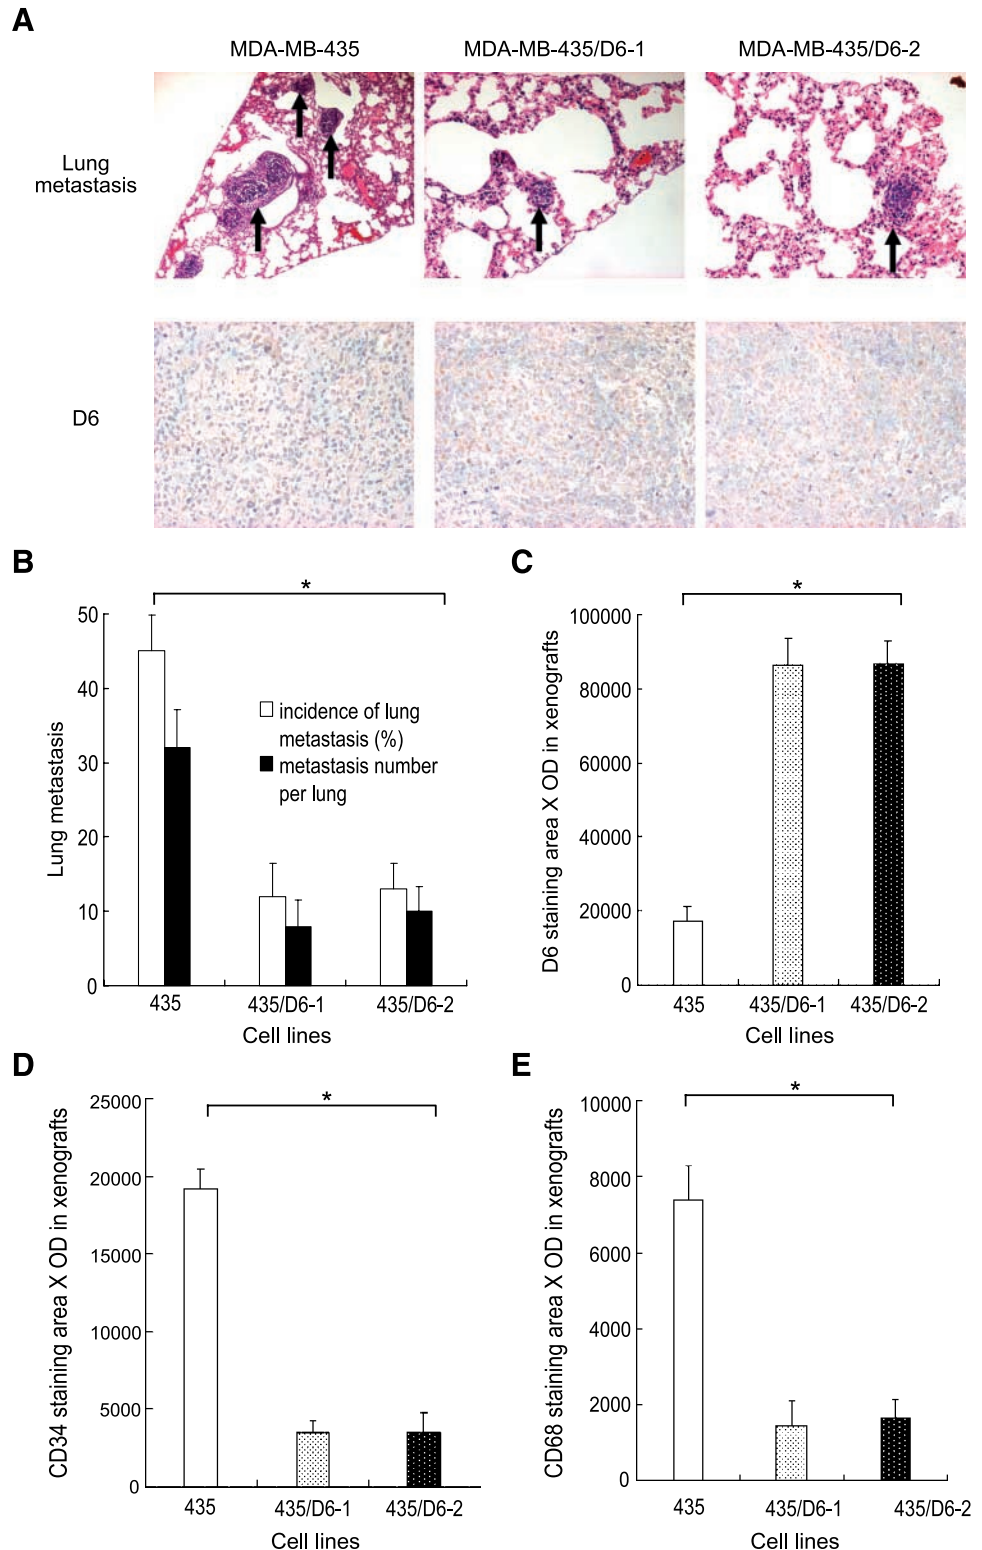 A
MDA-MB-435
MDA-MB-435/D6-1
MDA-MB-435/D6-2
Lung
metastasis
D6
B
*
Lung metastasis
50
40
30
20
10
0
incidence of lung
metastasis (%)
metastasis number
per lung
435
435/D6-1
435/D6-2
Cell lines
C
*
D6 staining area X OD in xenografts
100000
80000
60000
40000
20000
0
435
435/D6-1
435/D6-2
Cell lines
D
*
CD34 staining area X OD in xenografts
25000
20000
15000
10000
5000
0
435
435/D6-1
435/D6-2
Cell lines
E
*
CD68 staining area X OD in xenografts
10000
8000
6000
4000
2000
0
435
435/D6-1
435/D6-2
Cell lines